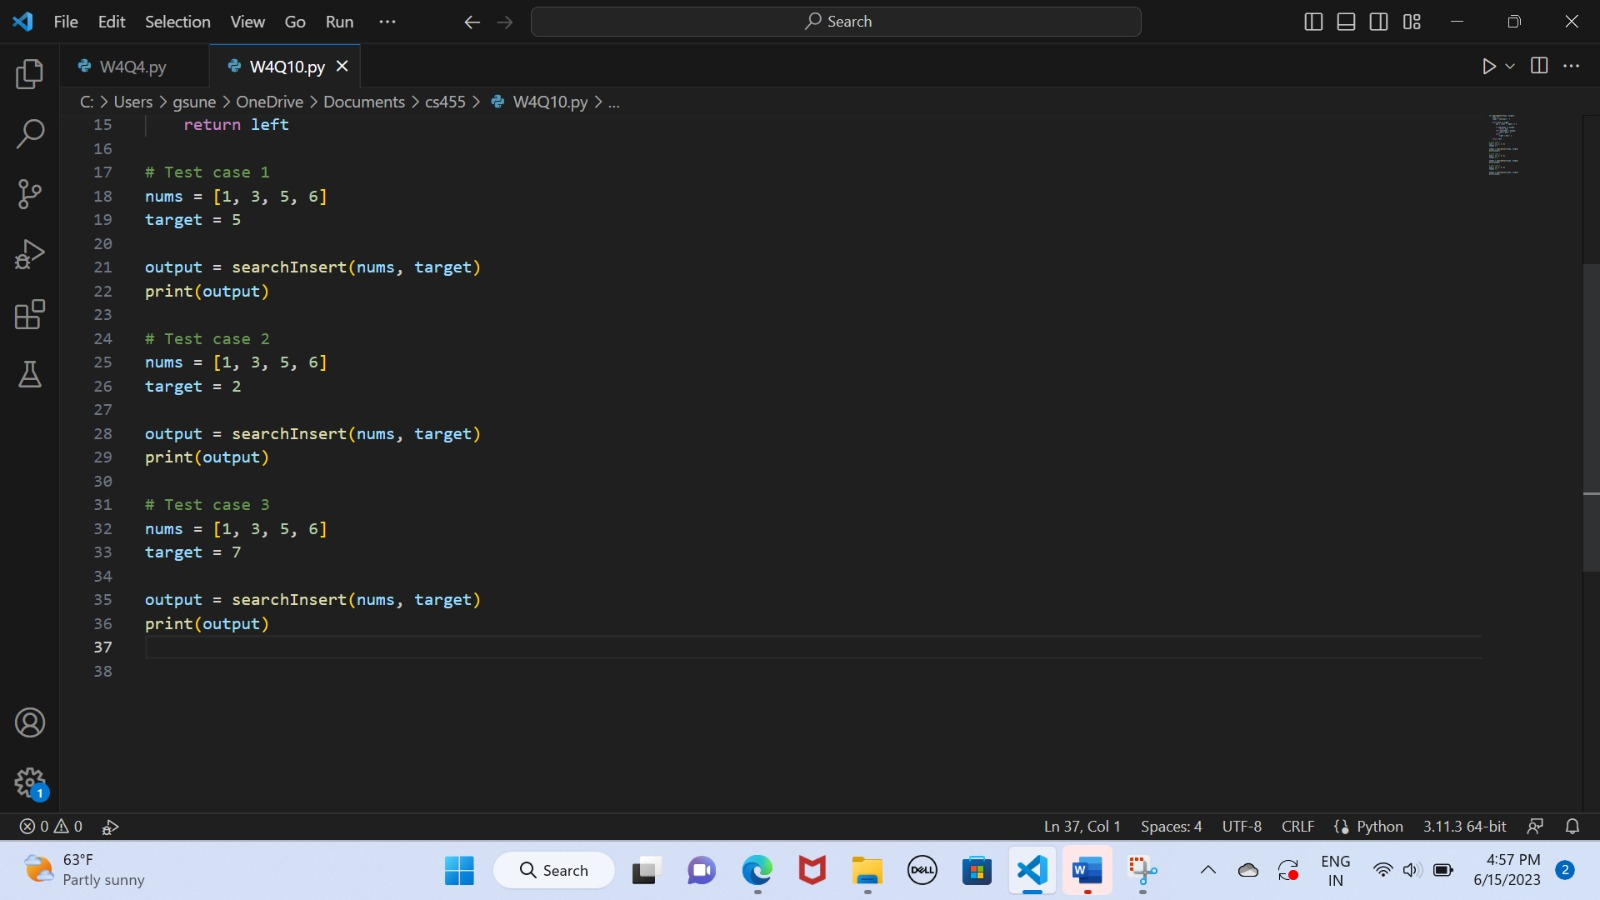 File Edit Selection View Go Run ··· Search
W4Q4.py W4Q10.py
C: > Users > gsune > OneDrive > Documents > cs455 > W4Q10.py > ...
15 return left
16
17 # Test case 1
18 nums = [1, 3, 5, 6]
19 target = 5
20
21 output = searchInsert(nums, target)
22 print(output)
23
24 # Test case 2
25 nums = [1, 3, 5, 6]
26 target = 2
27
28 output = searchInsert(nums, target)
29 print(output)
30
31 # Test case 3
32 nums = [1, 3, 5, 6]
33 target = 7
34
35 output = searchInsert(nums, target)
36 print(output)
37
38
1
0 0 Ln 37, Col 1 Spaces: 4 UTF-8 CRLF Python 3.11.3 64-bit
63°F
Partly sunny
Search
DELL
W
ENG
IN
4:57 PM
6/15/2023
2